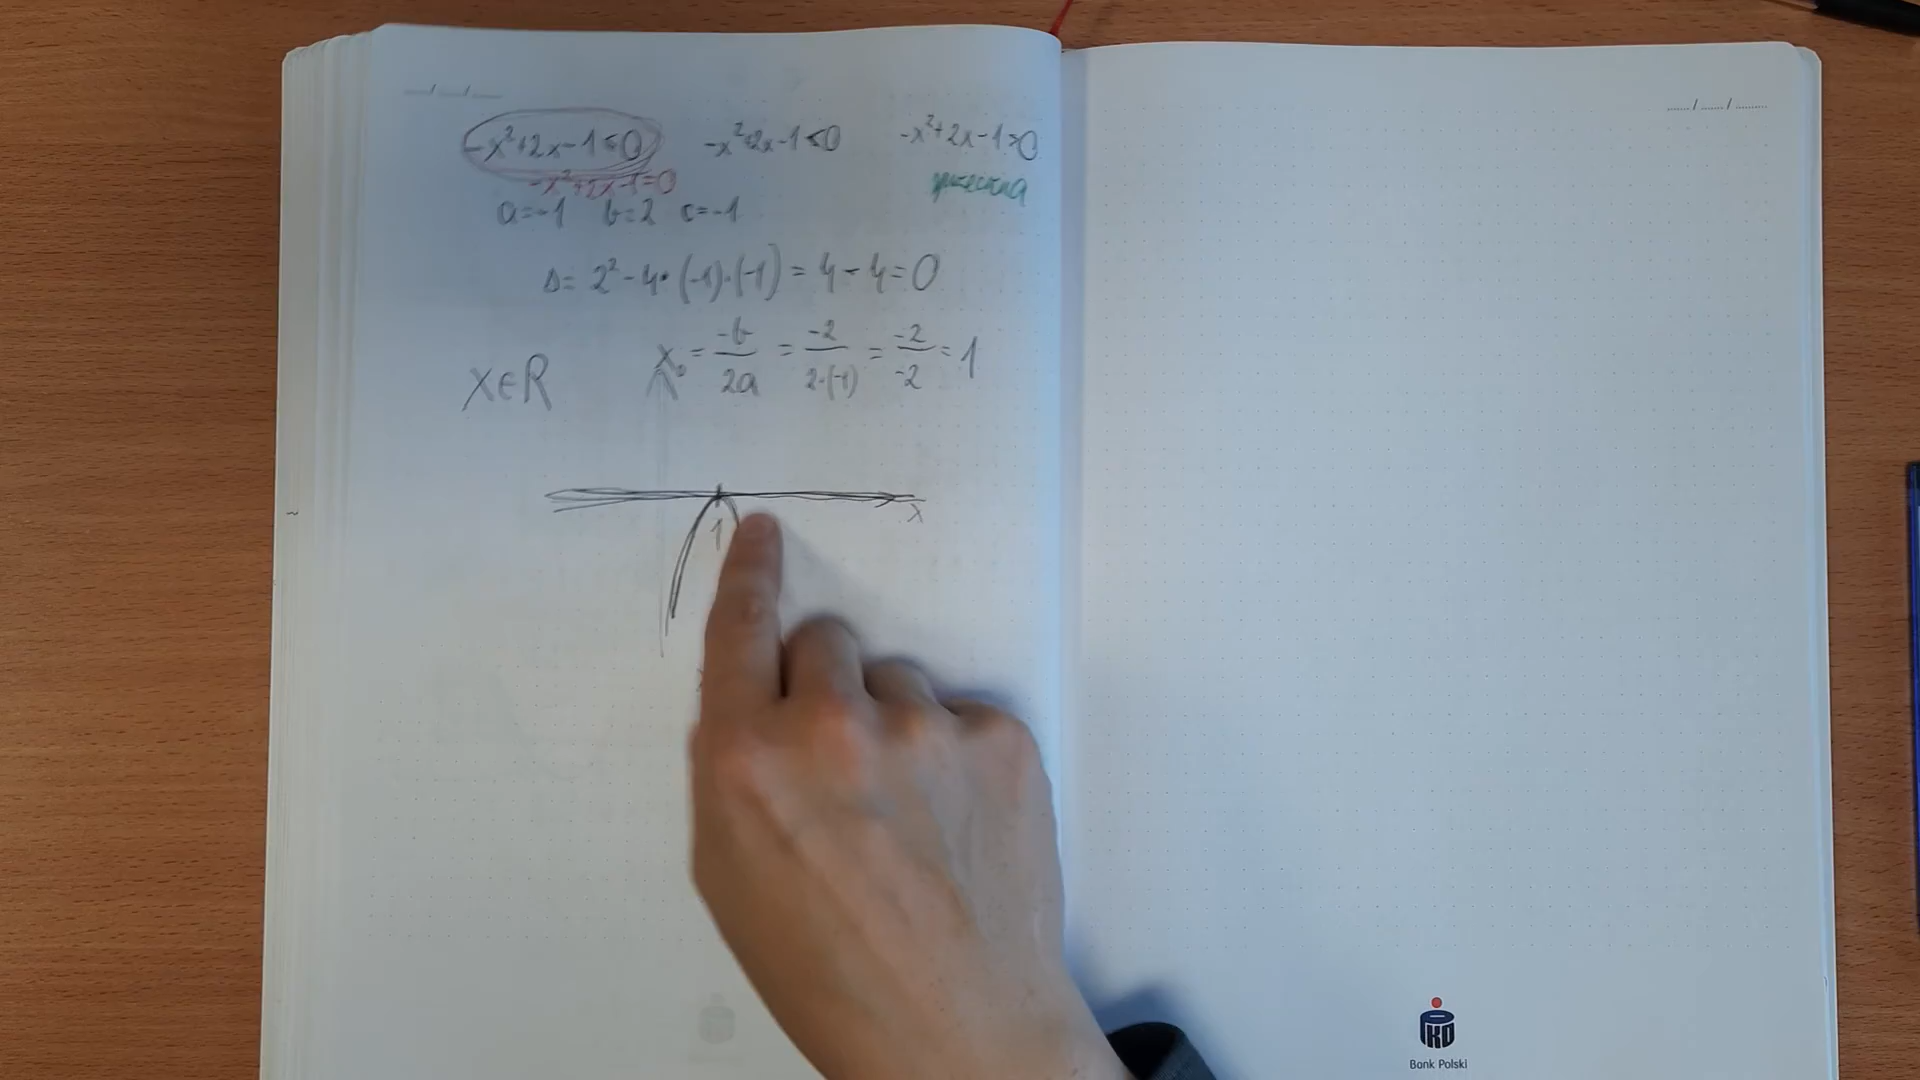 -x²+2x-1≤0 -x²+2x-1≤0 -x²+2x-1>0
-x²+2x-1=0
a=-1 b=2 c=-1
Δ= 2²-4·(-1)·(-1)=4-4=0
x₀ = -b/2a = -2/2·(-1) = -2/-2 = 1
x∈R
x
1
Bank Polski